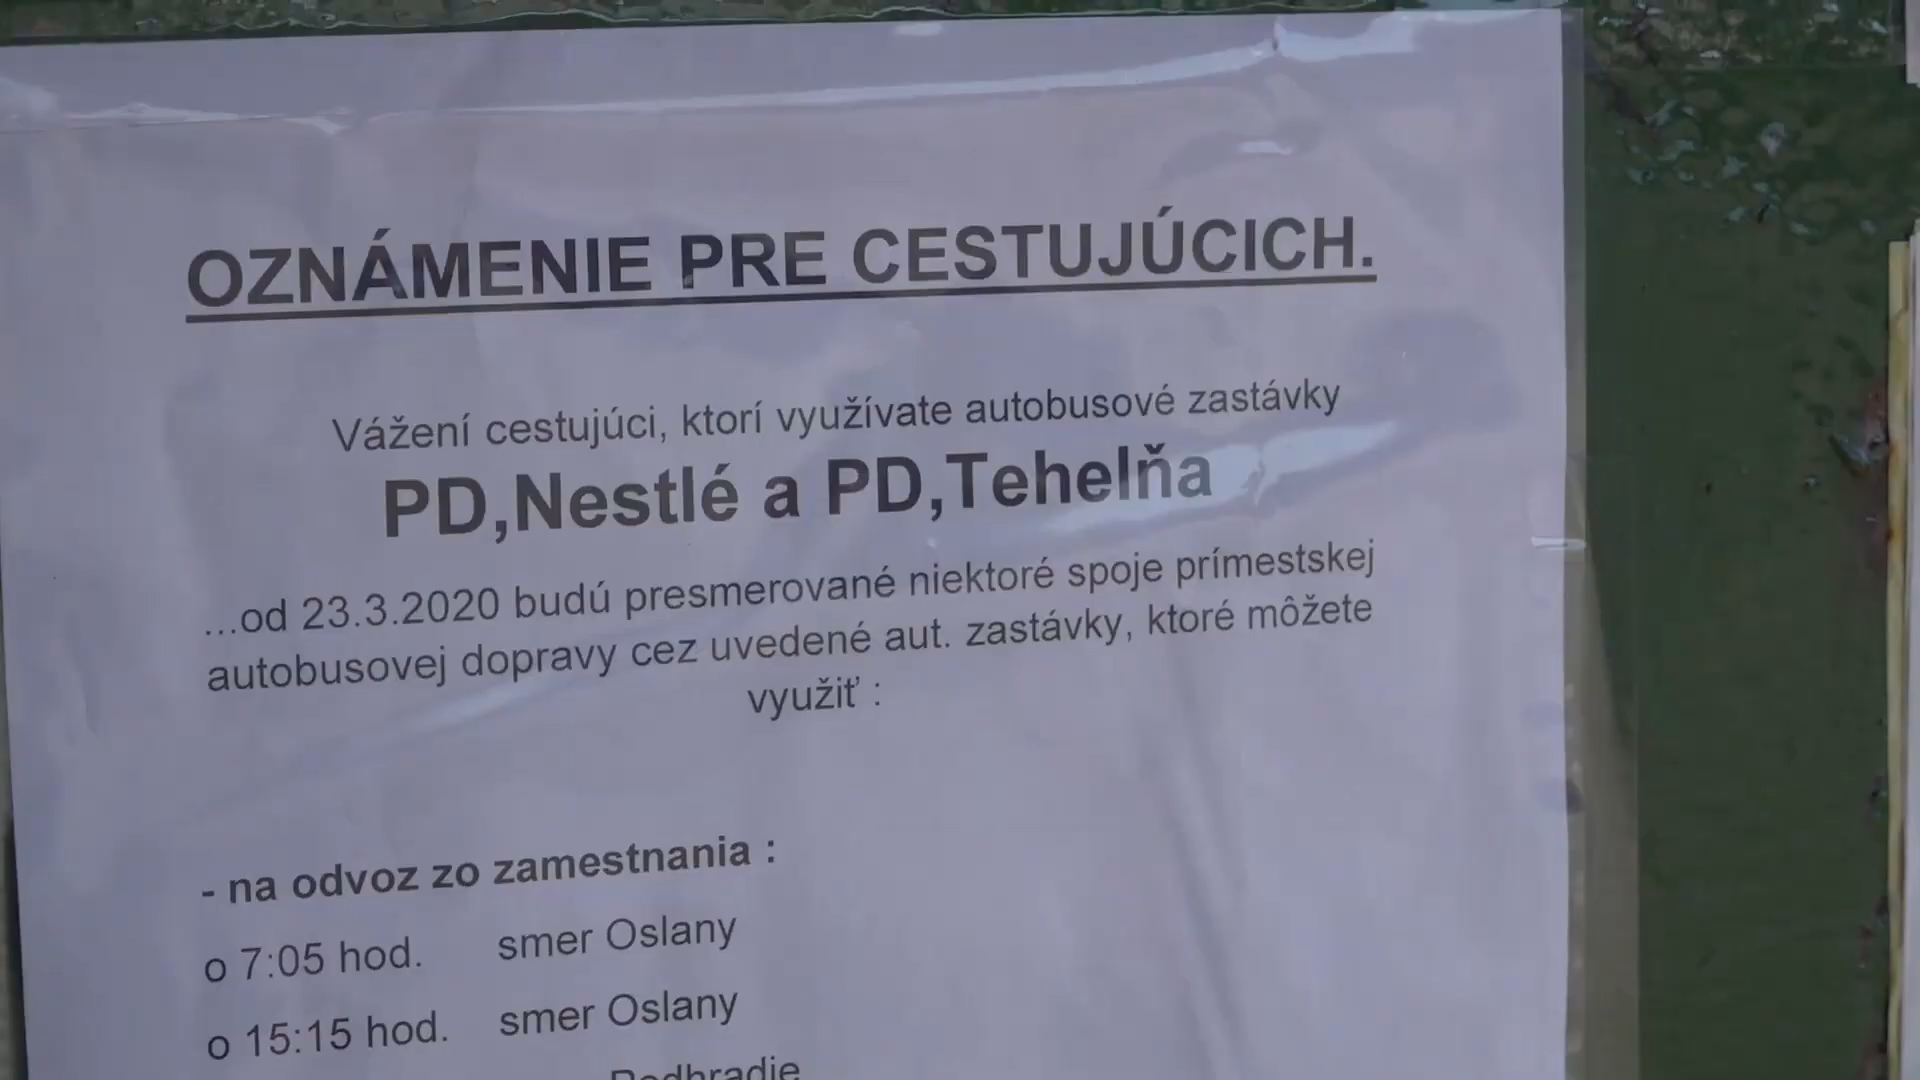 OZNÁMENIE PRE CESTUJÚCICH.
Vážení cestujúci, ktorí využívate autobusové zastávky
PD,Nestlé a PD,Tehelňa
...od 23.3.2020 budú presmerované niektoré spoje prímestskej
autobusovej dopravy cez uvedené aut. zastávky, ktoré môžete
využiť :
- na odvoz zo zamestnania :
o 7:05 hod. smer Oslany
o 15:15 hod. smer Oslany
Podhradie